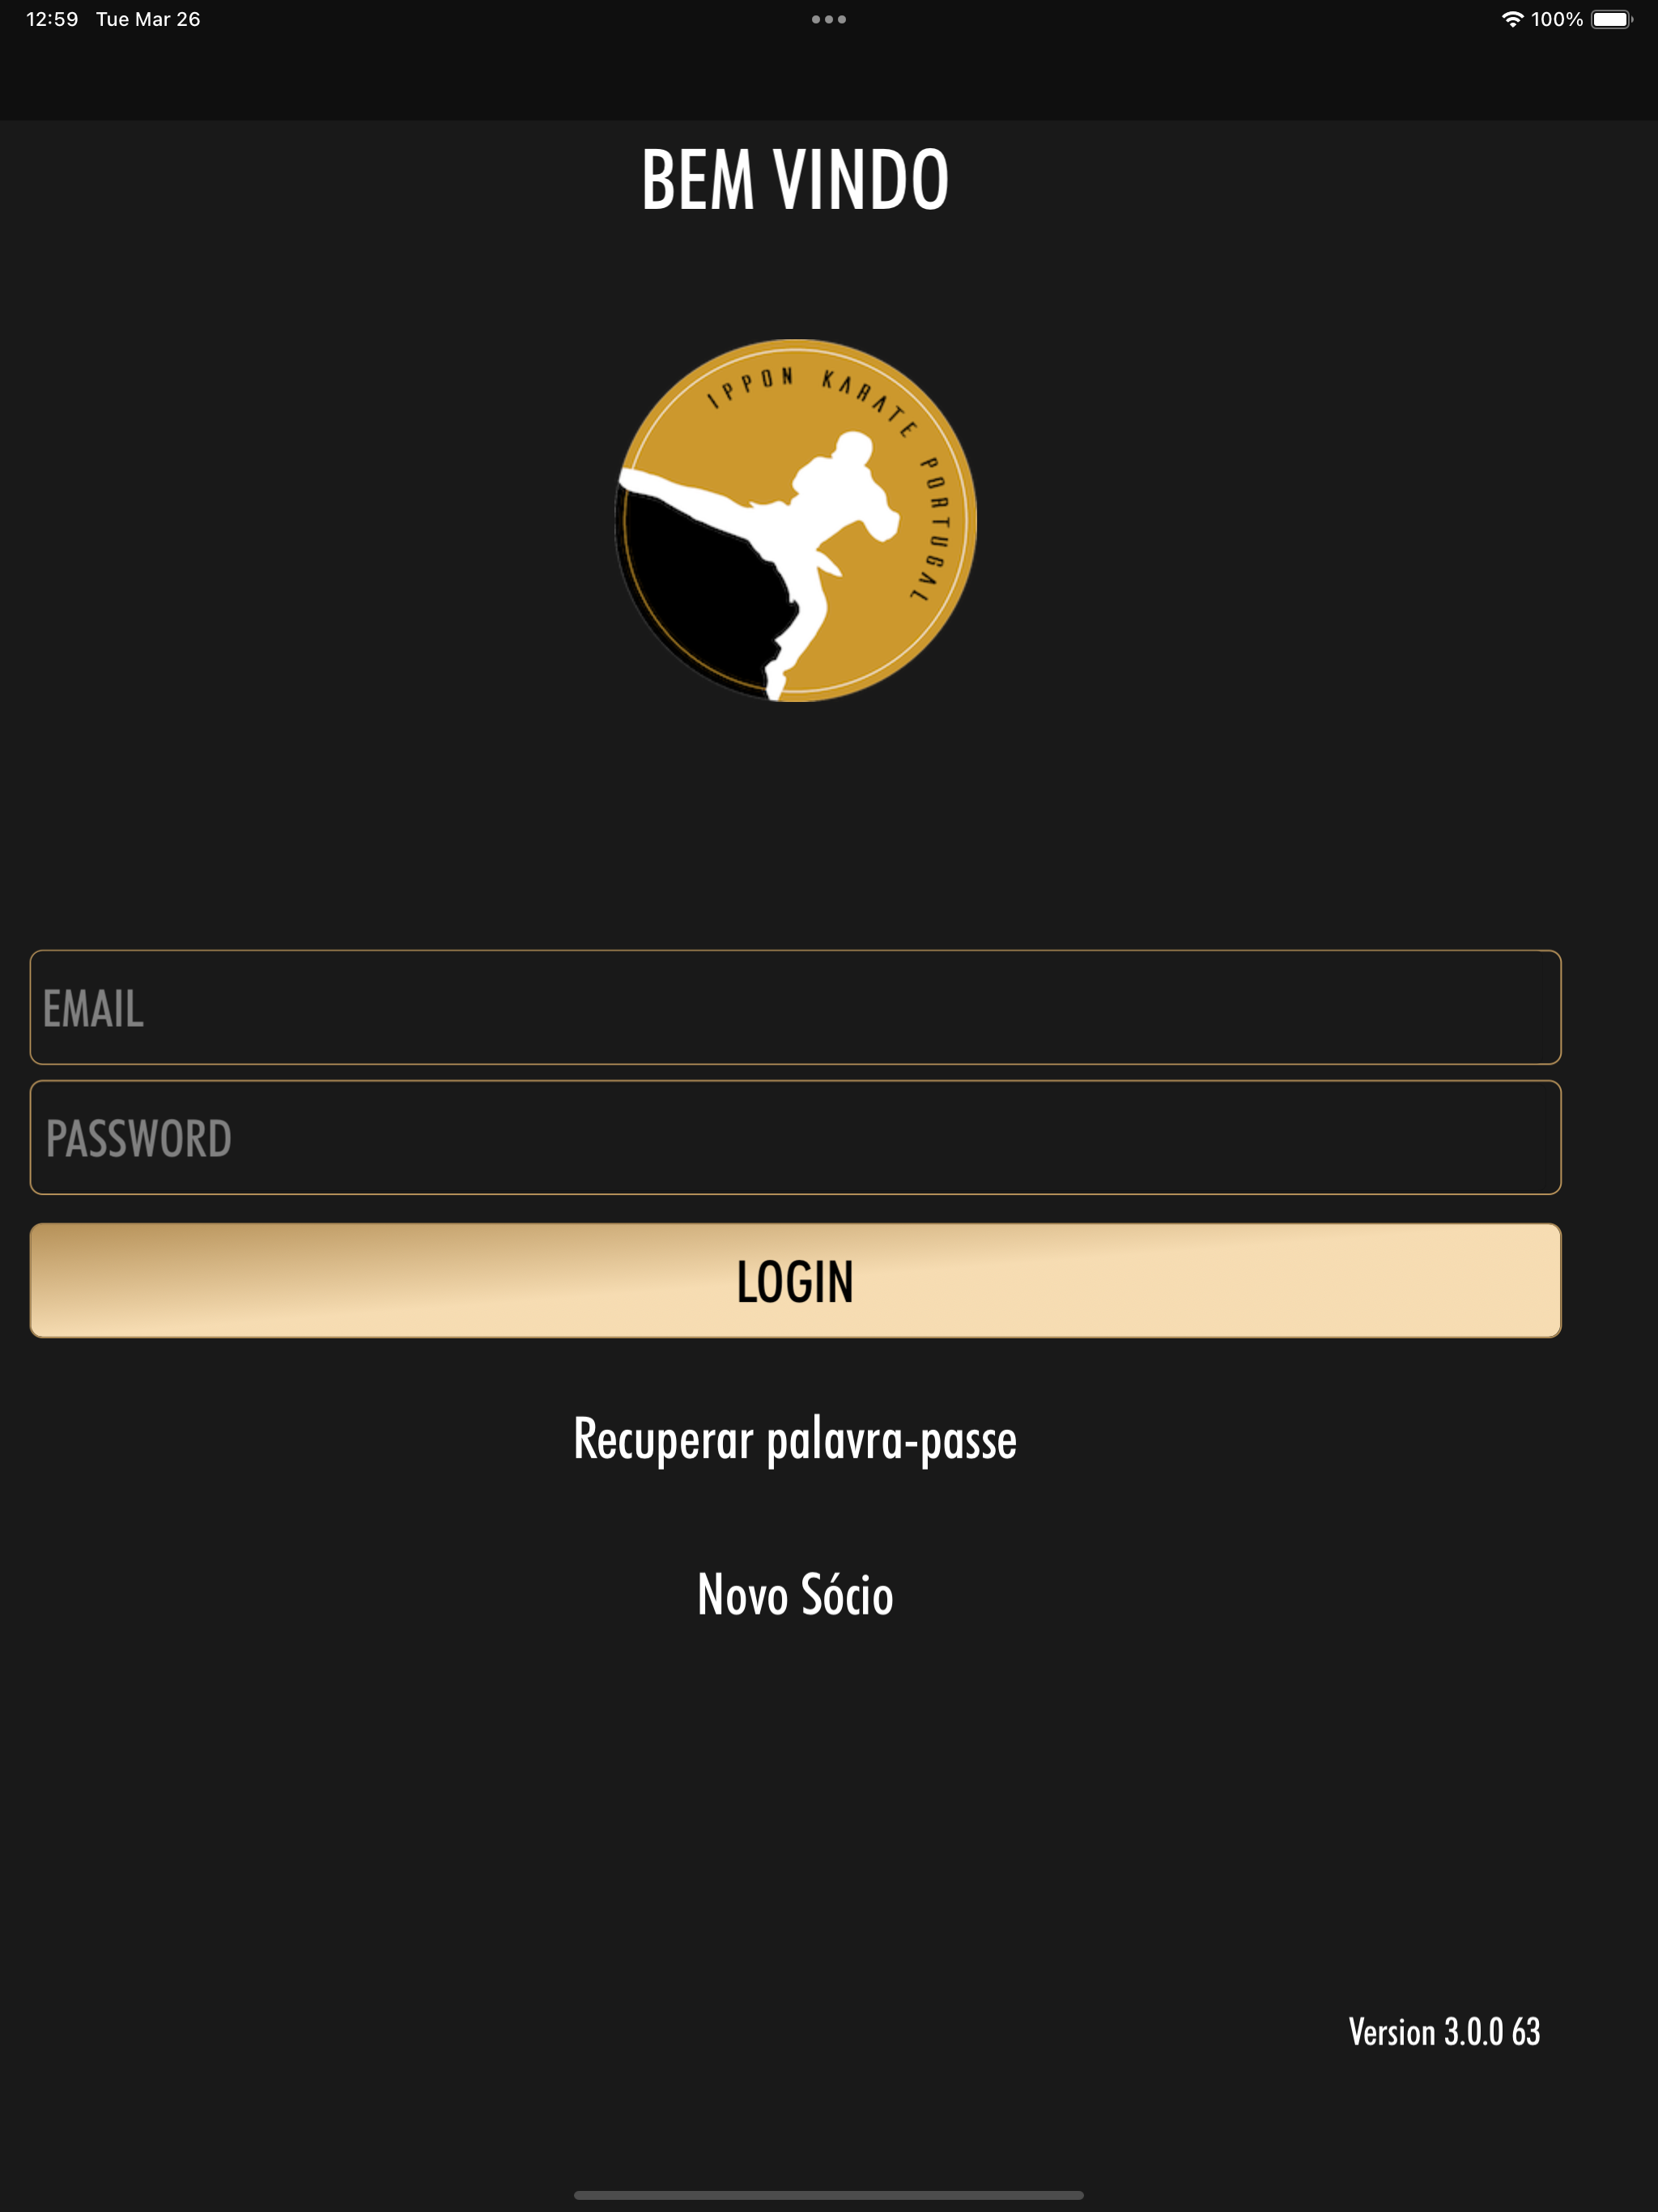 12:59 Tue Mar 26
100%
BEM VINDO
IPPON KARATE PORTUGAL
EMAIL
PASSWORD
LOGIN
Recuperar palavra-passe
Novo Sócio
Version 3.0.0 63